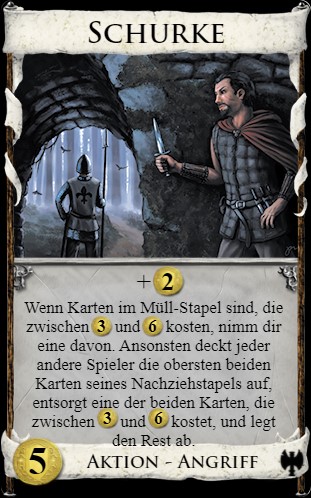 SCHURKE
+2
Wenn Karten im Müll-Stapel sind, die
zwischen 3 und 6 kosten, nimm dir
eine davon. Ansonsten deckt jeder
andere Spieler die obersten beiden
Karten seines Nachziehstapels auf,
entsorgt eine der beiden Karten, die
zwischen 3 und 6 kostet, und legt
den Rest ab.
5 AKTION - ANGRIFF